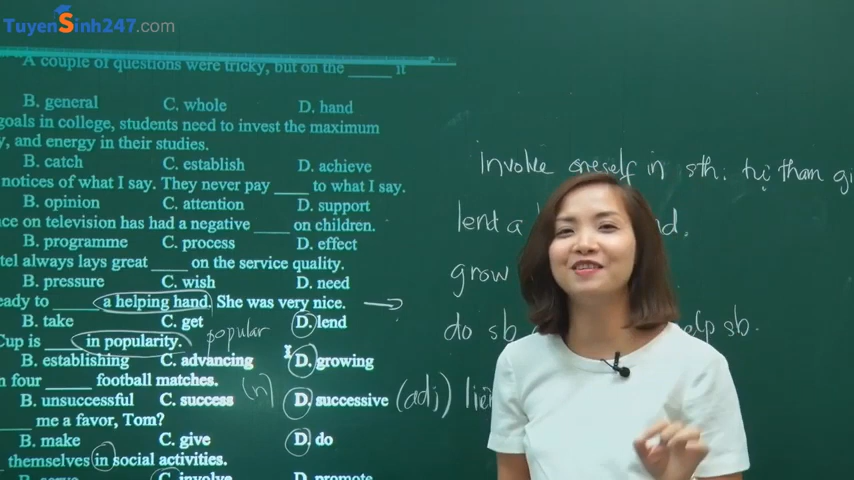 TuyenSinh247.com
A couple of questions were tricky, but on the _____ it
B. general C. whole D. hand
goals in college, students need to invest the maximum
y, and energy in their studies.
B. catch C. establish D. achieve
notices of what I say. They never pay ____ to what I say.
B. opinion C. attention D. support
nce on television has had a negative ____ on children.
B. programme C. process D. effect
tel always lays great ____ on the service quality.
B. pressure C. wish D. need
eady to _____ a helping hand. She was very nice.
B. take C. get D. lend
popular
Cup is _____ in popularity.
B. establishing C. advancing D. growing
n four _____ football matches.
B. unsuccessful C. success (n) D. successive (adj)
____ me a favor, Tom?
B. make C. give D. do
themselves in social activities.
B. serve C. involve D. promote
Involve oneself in sth: tự tham gi
lent a
grow
do sb help sb.